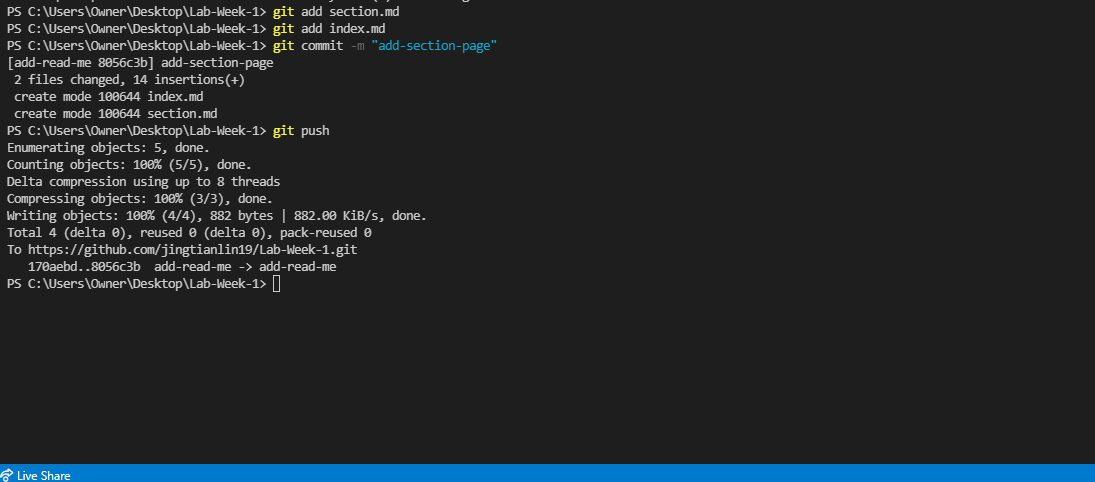 PS C:\Users\Owner\Desktop\Lab-Week-1> git add section.md
PS C:\Users\Owner\Desktop\Lab-Week-1> git add index.md
PS C:\Users\Owner\Desktop\Lab-Week-1> git commit -m "add-section-page"
[add-read-me 8056c3b] add-section-page
 2 files changed, 14 insertions(+)
 create mode 100644 index.md
 create mode 100644 section.md
PS C:\Users\Owner\Desktop\Lab-Week-1> git push
Enumerating objects: 5, done.
Counting objects: 100% (5/5), done.
Delta compression using up to 8 threads
Compressing objects: 100% (3/3), done.
Writing objects: 100% (4/4), 882 bytes | 882.00 KiB/s, done.
Total 4 (delta 0), reused 0 (delta 0), pack-reused 0
To https://github.com/jingtianlin19/Lab-Week-1.git
   170aebd..8056c3b  add-read-me -> add-read-me
PS C:\Users\Owner\Desktop\Lab-Week-1>
Live Share